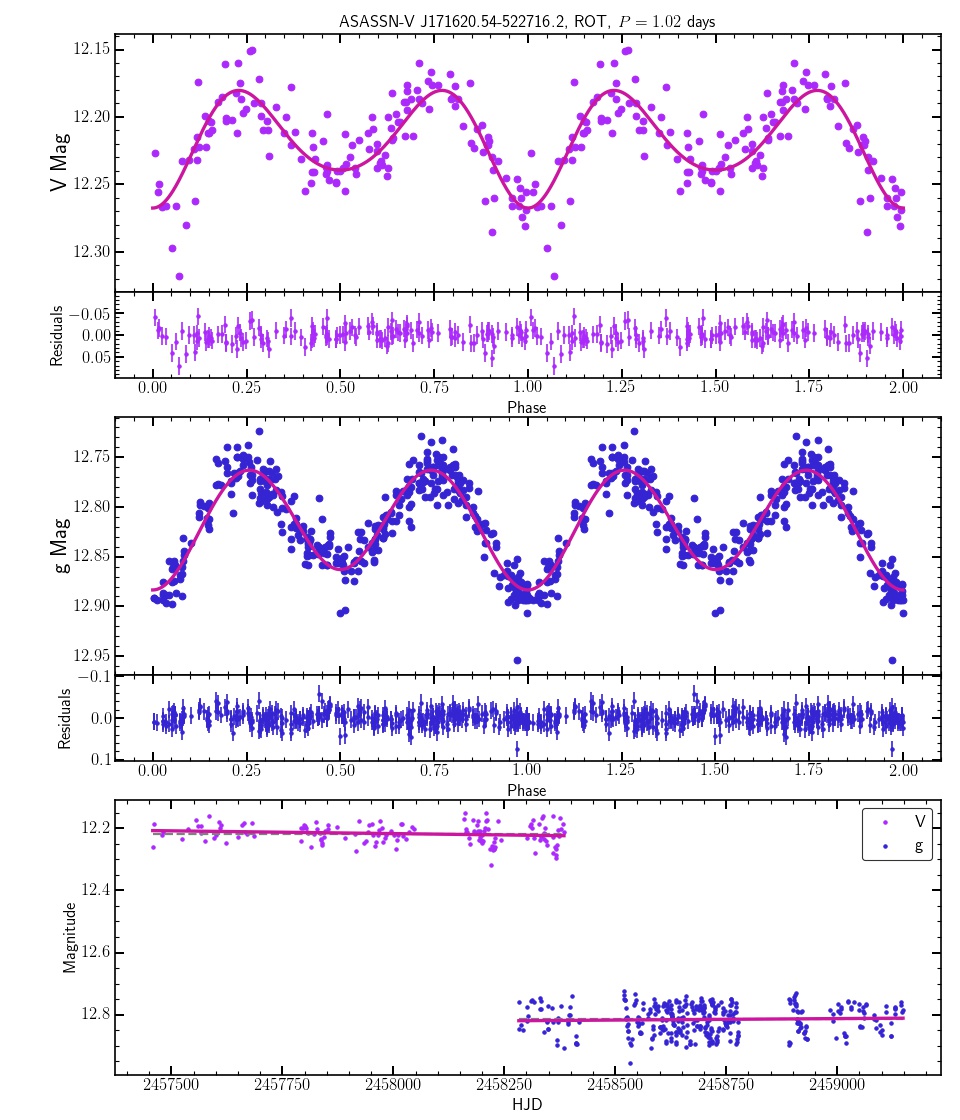 ASASSN-V J171620.54-522716.2, ROT, P = 1.02 days
12.15
12.20
12.25
12.30
V Mag
−0.05
0.00
0.05
Residuals
0.00 0.25 0.50 0.75 1.00 1.25 1.50 1.75 2.00
Phase
12.75
12.80
12.85
12.90
12.95
g Mag
−0.1
0.0
0.1
Residuals
0.00 0.25 0.50 0.75 1.00 1.25 1.50 1.75 2.00
Phase
V
g
12.2
12.4
12.6
12.8
Magnitude
2457500 2457750 2458000 2458250 2458500 2458750 2459000
HJD